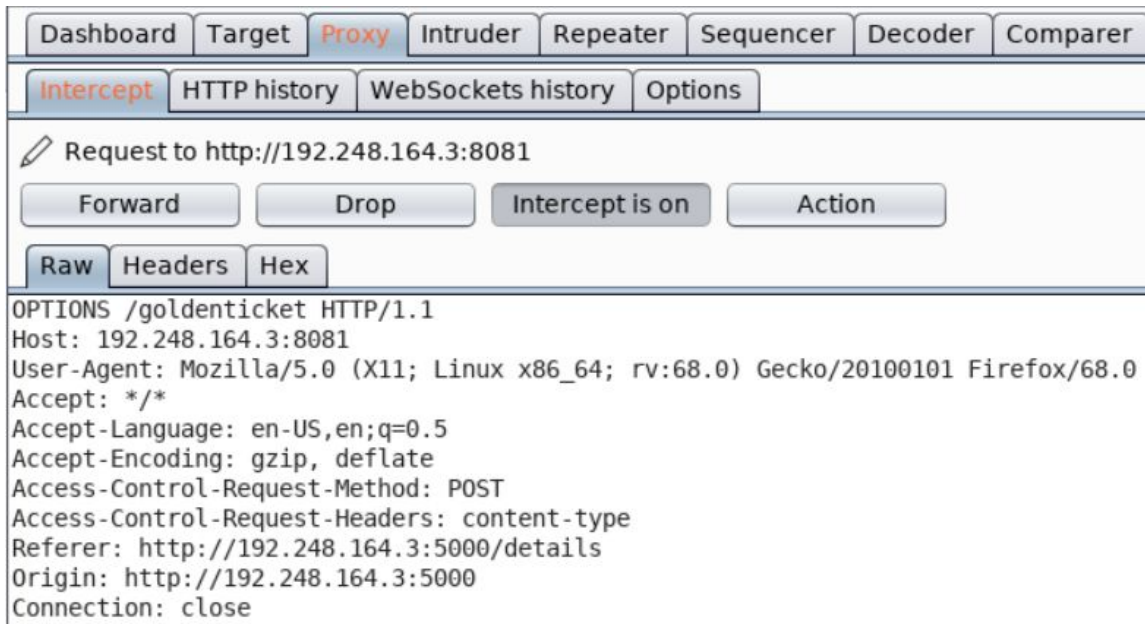 Dashboard Target Proxy Intruder Repeater Sequencer Decoder Comparer
Intercept HTTP history WebSockets history Options
Request to http://192.248.164.3:8081
Forward Drop Intercept is on Action
Raw Headers Hex
OPTIONS /goldenticket HTTP/1.1
Host: 192.248.164.3:8081
User-Agent: Mozilla/5.0 (X11; Linux x86_64; rv:68.0) Gecko/20100101 Firefox/68.0
Accept: */*
Accept-Language: en-US,en;q=0.5
Accept-Encoding: gzip, deflate
Access-Control-Request-Method: POST
Access-Control-Request-Headers: content-type
Referer: http://192.248.164.3:5000/details
Origin: http://192.248.164.3:5000
Connection: close